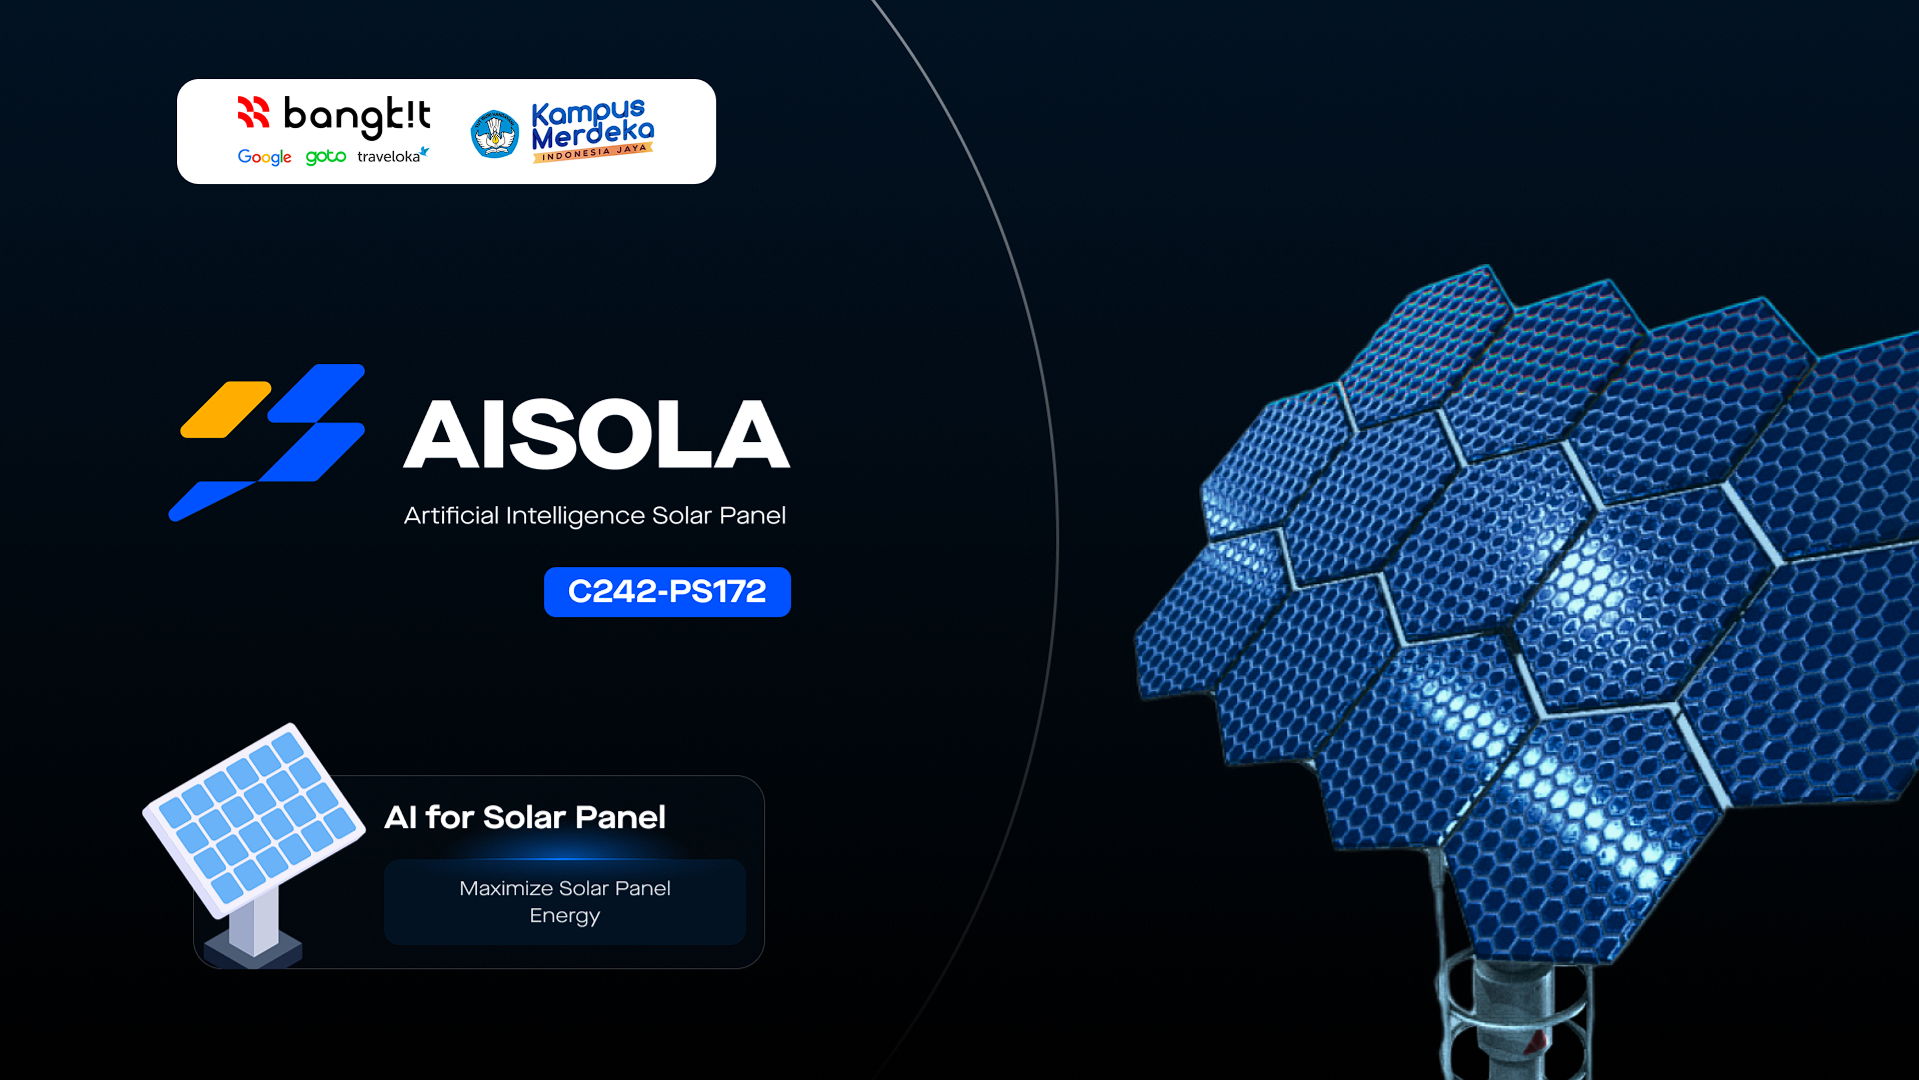 bangk!t
Google goto traveloka
Kampus
Merdeka
INDONESIA JAYA
AISOLA
Artificial Intelligence Solar Panel
C242-PS172
AI for Solar Panel
Maximize Solar Panel
Energy